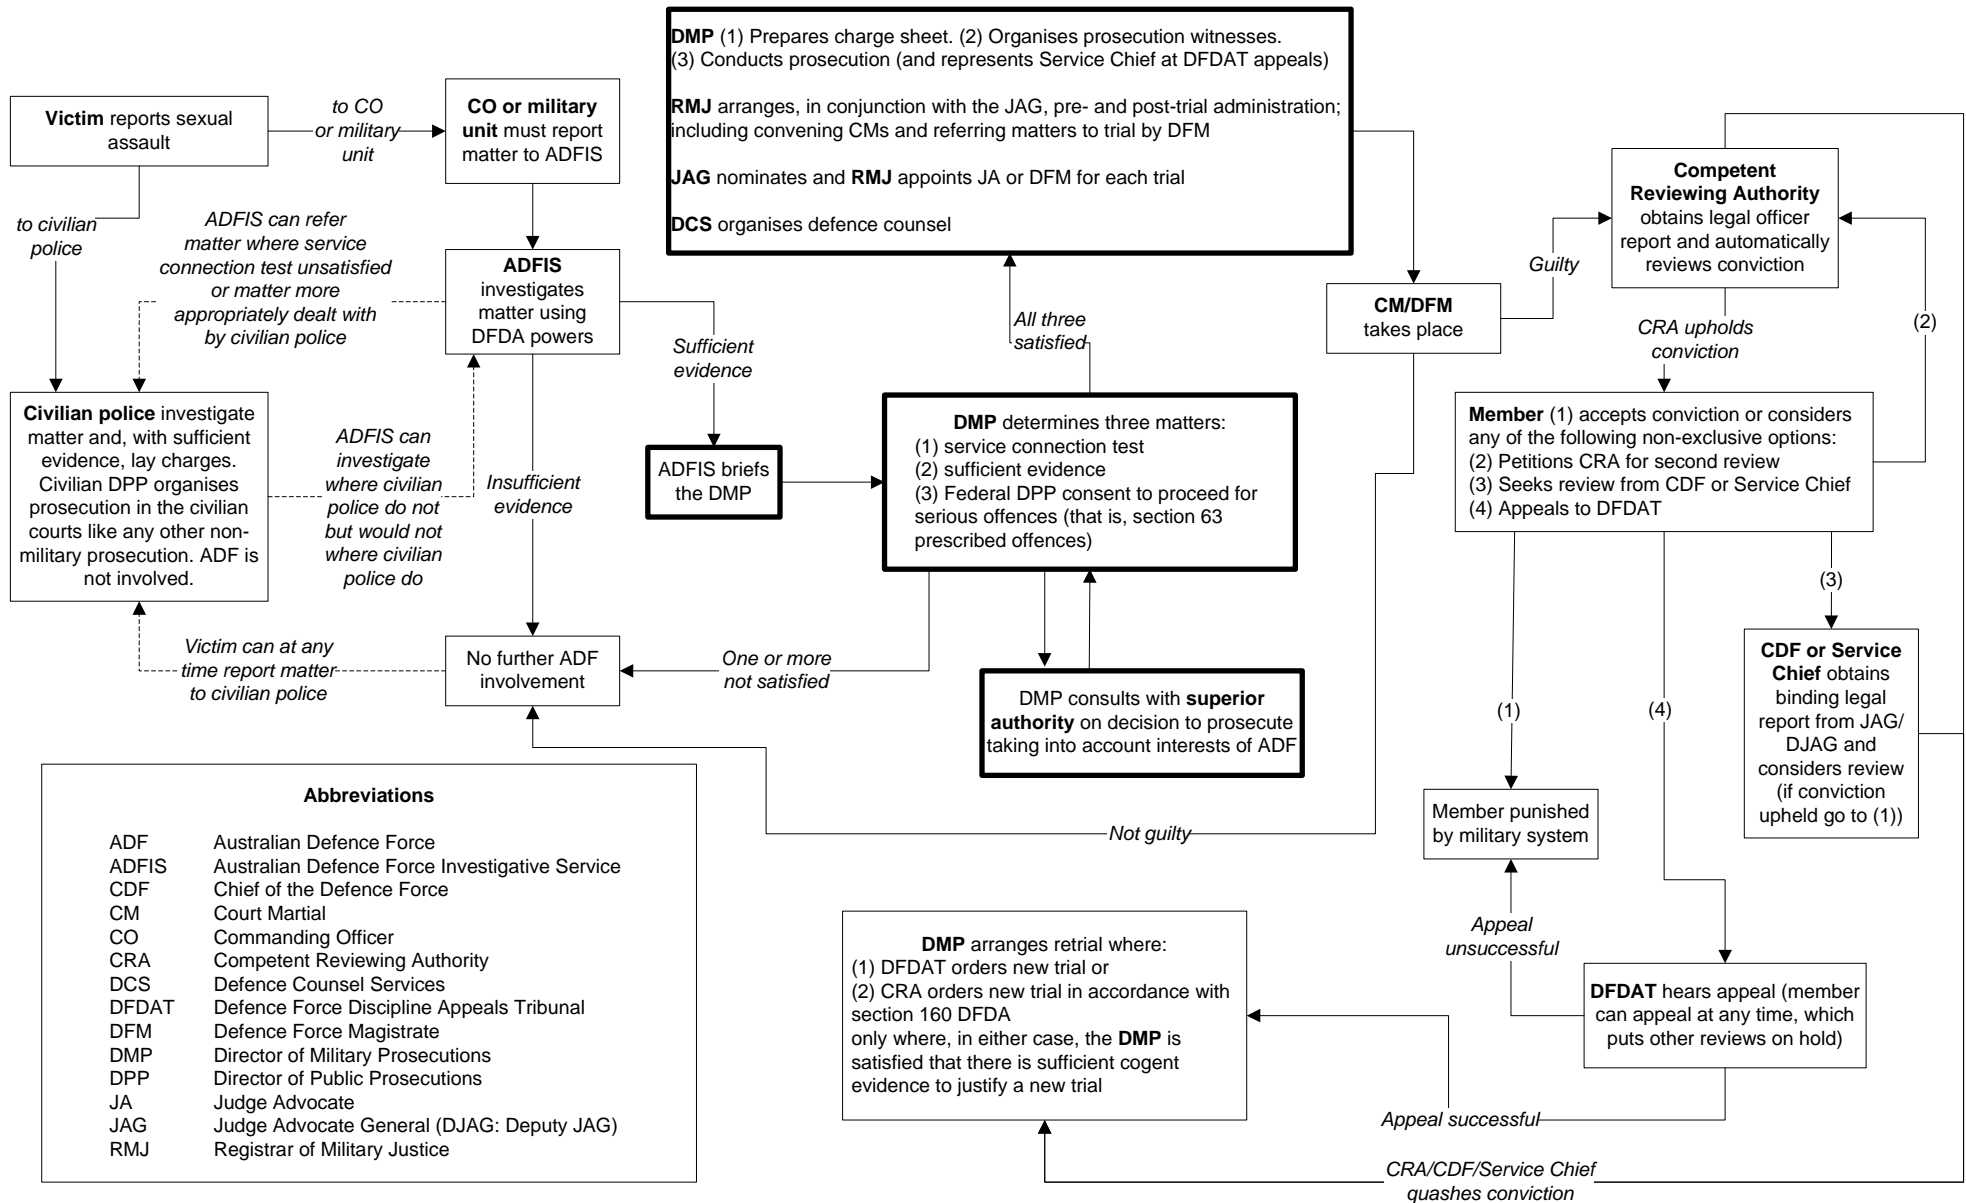 DMP (1) Prepares charge sheet. (2) Organises prosecution witnesses.
(3) Conducts prosecution (and represents Service Chief at DFDAT appeals)
RMJ arranges, in conjunction with the JAG, pre- and post-trial administration;
including convening CMs and referring matters to trial by DFM
JAG nominates and RMJ appoints JA or DFM for each trial
DCS organises defence counsel
Victim reports sexual
assault
to CO
or military
unit
CO or military
unit must report
matter to ADFIS
to civilian
police
ADFIS can refer
matter where service
connection test unsatisfied
or matter more
appropriately dealt with
by civilian police
ADFIS
investigates
matter using
DFDA powers
Sufficient
evidence
All three
satisfied
CM/DFM
takes place
Guilty
Competent
Reviewing Authority
obtains legal officer
report and automatically
reviews conviction
CRA upholds
conviction
(2)
Civilian police investigate
matter and, with sufficient
evidence, lay charges.
Civilian DPP organises
prosecution in the civilian
courts like any other non-
military prosecution. ADF is
not involved.
ADFIS can
investigate
where civilian
police do not
but would not
where civilian
police do
Insufficient
evidence
ADFIS briefs
the DMP
DMP determines three matters:
(1) service connection test
(2) sufficient evidence
(3) Federal DPP consent to proceed for
serious offences (that is, section 63
prescribed offences)
Member (1) accepts conviction or considers
any of the following non-exclusive options:
(2) Petitions CRA for second review
(3) Seeks review from CDF or Service Chief
(4) Appeals to DFDAT
(3)
Victim can at any
time report matter
to civilian police
No further ADF
involvement
One or more
not satisfied
DMP consults with superior
authority on decision to prosecute
taking into account interests of ADF
(1)
(4)
CDF or Service
Chief obtains
binding legal
report from JAG/
DJAG and
considers review
(if conviction
upheld go to (1))
Not guilty
Member punished
by military system
Abbreviations
ADF Australian Defence Force
ADFIS Australian Defence Force Investigative Service
CDF Chief of the Defence Force
CM Court Martial
CO Commanding Officer
CRA Competent Reviewing Authority
DCS Defence Counsel Services
DFDAT Defence Force Discipline Appeals Tribunal
DFM Defence Force Magistrate
DMP Director of Military Prosecutions
DPP Director of Public Prosecutions
JA Judge Advocate
JAG Judge Advocate General (DJAG: Deputy JAG)
RMJ Registrar of Military Justice
DMP arranges retrial where:
(1) DFDAT orders new trial or
(2) CRA orders new trial in accordance with
section 160 DFDA
only where, in either case, the DMP is
satisfied that there is sufficient cogent
evidence to justify a new trial
Appeal
unsuccessful
DFDAT hears appeal (member
can appeal at any time, which
puts other reviews on hold)
Appeal successful
CRA/CDF/Service Chief
quashes conviction